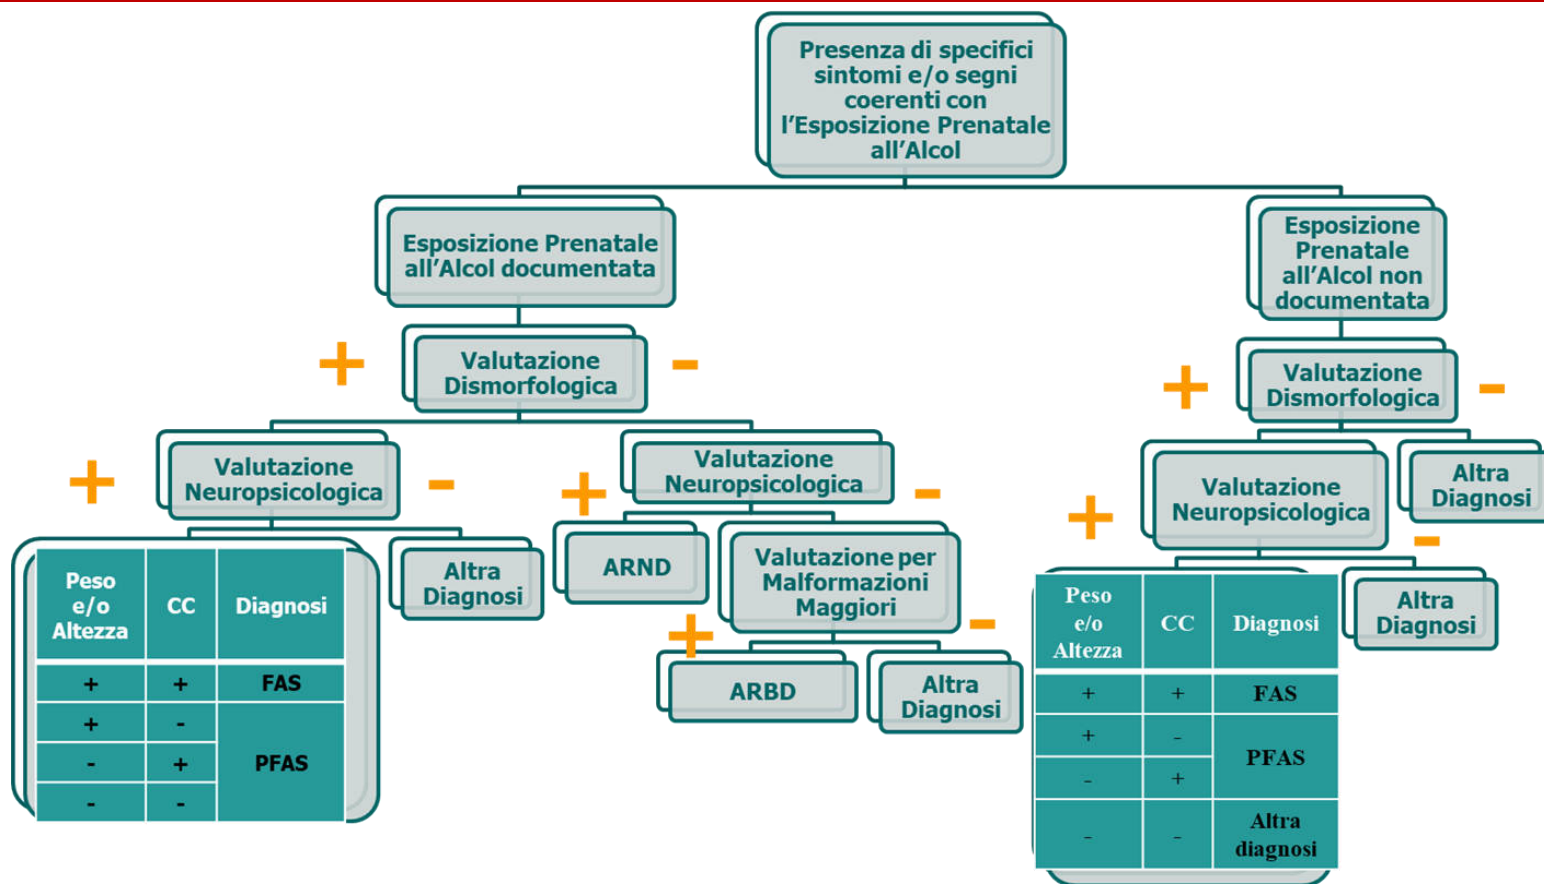 Presenza di specifici
sintomi e/o segni
coerenti con
l'Esposizione Prenatale
all'Alcol
Esposizione Prenatale
all'Alcol documentata
Esposizione
Prenatale
all'Alcol non
documentata
+
Valutazione
Dismorfologica
-
+
Valutazione
Dismorfologica
-
+
Valutazione
Neuropsicologica
-
+
Valutazione
Neuropsicologica
-
+
Valutazione
Neuropsicologica
-
Altra
Diagnosi
Altra
Diagnosi
ARND
Valutazione per
Malformazioni
Maggiori
+
-
ARBD
Altra
Diagnosi
Altra
Diagnosi
Peso
e/o
Altezza
CC
Diagnosi
+ + FAS
+ -
- + PFAS
- -
Peso
e/o
Altezza
CC
Diagnosi
+ + FAS
+ -
PFAS
- +
- - Altra
diagnosi